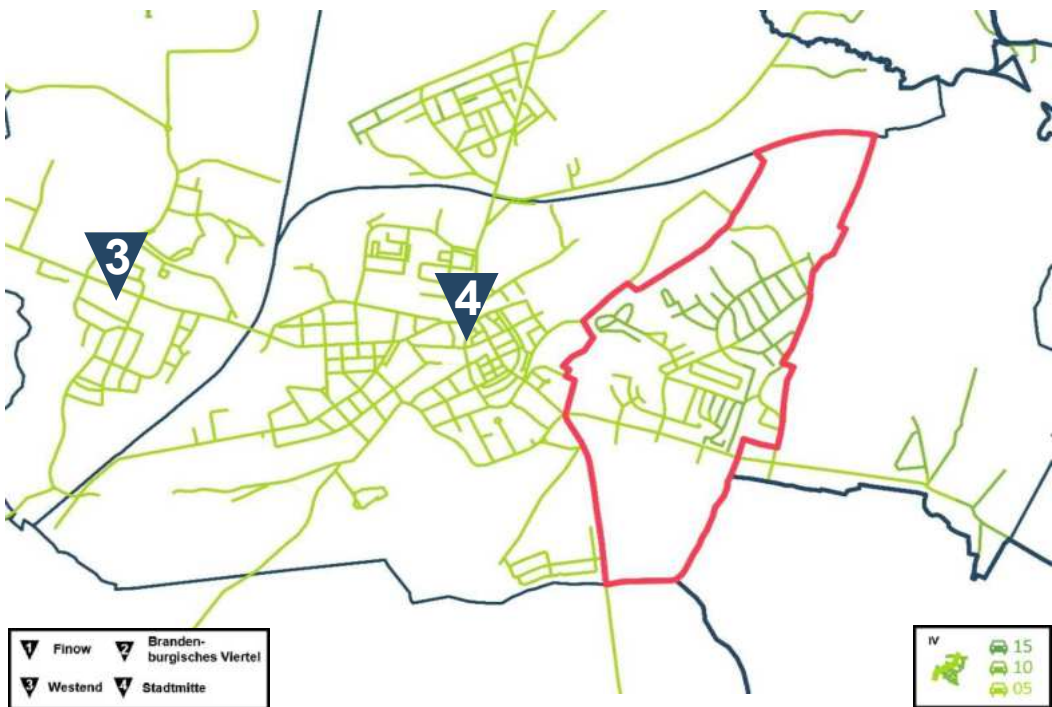 3
4
1 Finow 2 Branden-
burgisches Viertel
3 Westend 4 Stadtmitte
IV
15
10
05